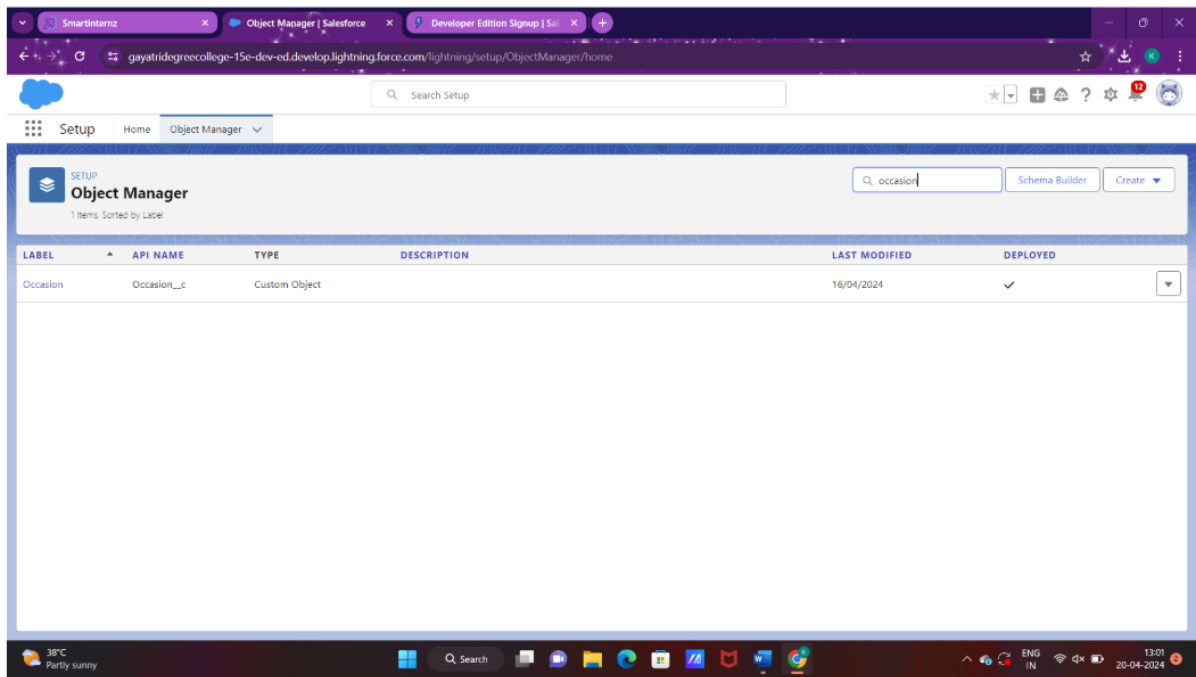 Smartinternz
Object Manager | Salesforce
Developer Edition Signup | Sal
gayatridegreecollege-15e-dev-ed.develop.lightning.force.com/lightning/setup/ObjectManager/home
K
Search Setup
12
Setup Home Object Manager
SETUP
Object Manager
1 Items, Sorted by Label
occasion
Schema Builder
Create
LABEL API NAME TYPE DESCRIPTION LAST MODIFIED DEPLOYED
Occasion Occasion__c Custom Object 16/04/2024
38°C
Partly sunny
Search
ENG
IN
13:01
20-04-2024
2